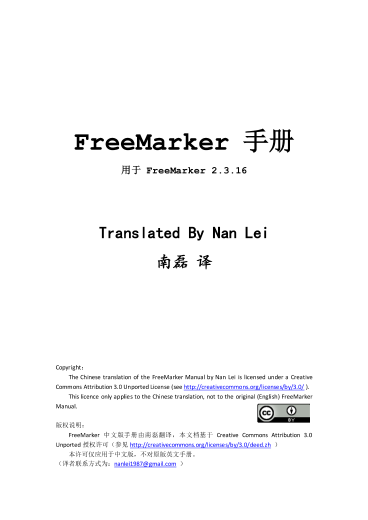 FreeMarker 手册
用于 FreeMarker 2.3.16
Translated By Nan Lei
南磊 译
Copyright：
The Chinese translation of the FreeMarker Manual by Nan Lei is licensed under a Creative
Commons Attribution 3.0 Unported License (see http://creativecommons.org/licenses/by/3.0/ ).
This licence only applies to the Chinese translation, not to the original (English) FreeMarker
Manual.
cc BY
版权说明：
FreeMarker 中文版手册由南磊翻译，本文档基于 Creative Commons Attribution 3.0
Unported 授权许可（参见 http://creativecommons.org/licenses/by/3.0/deed.zh ）
本许可仅应用于中文版，不对原版英文手册。
（译者联系方式为：nanlei1987@gmail.com ）